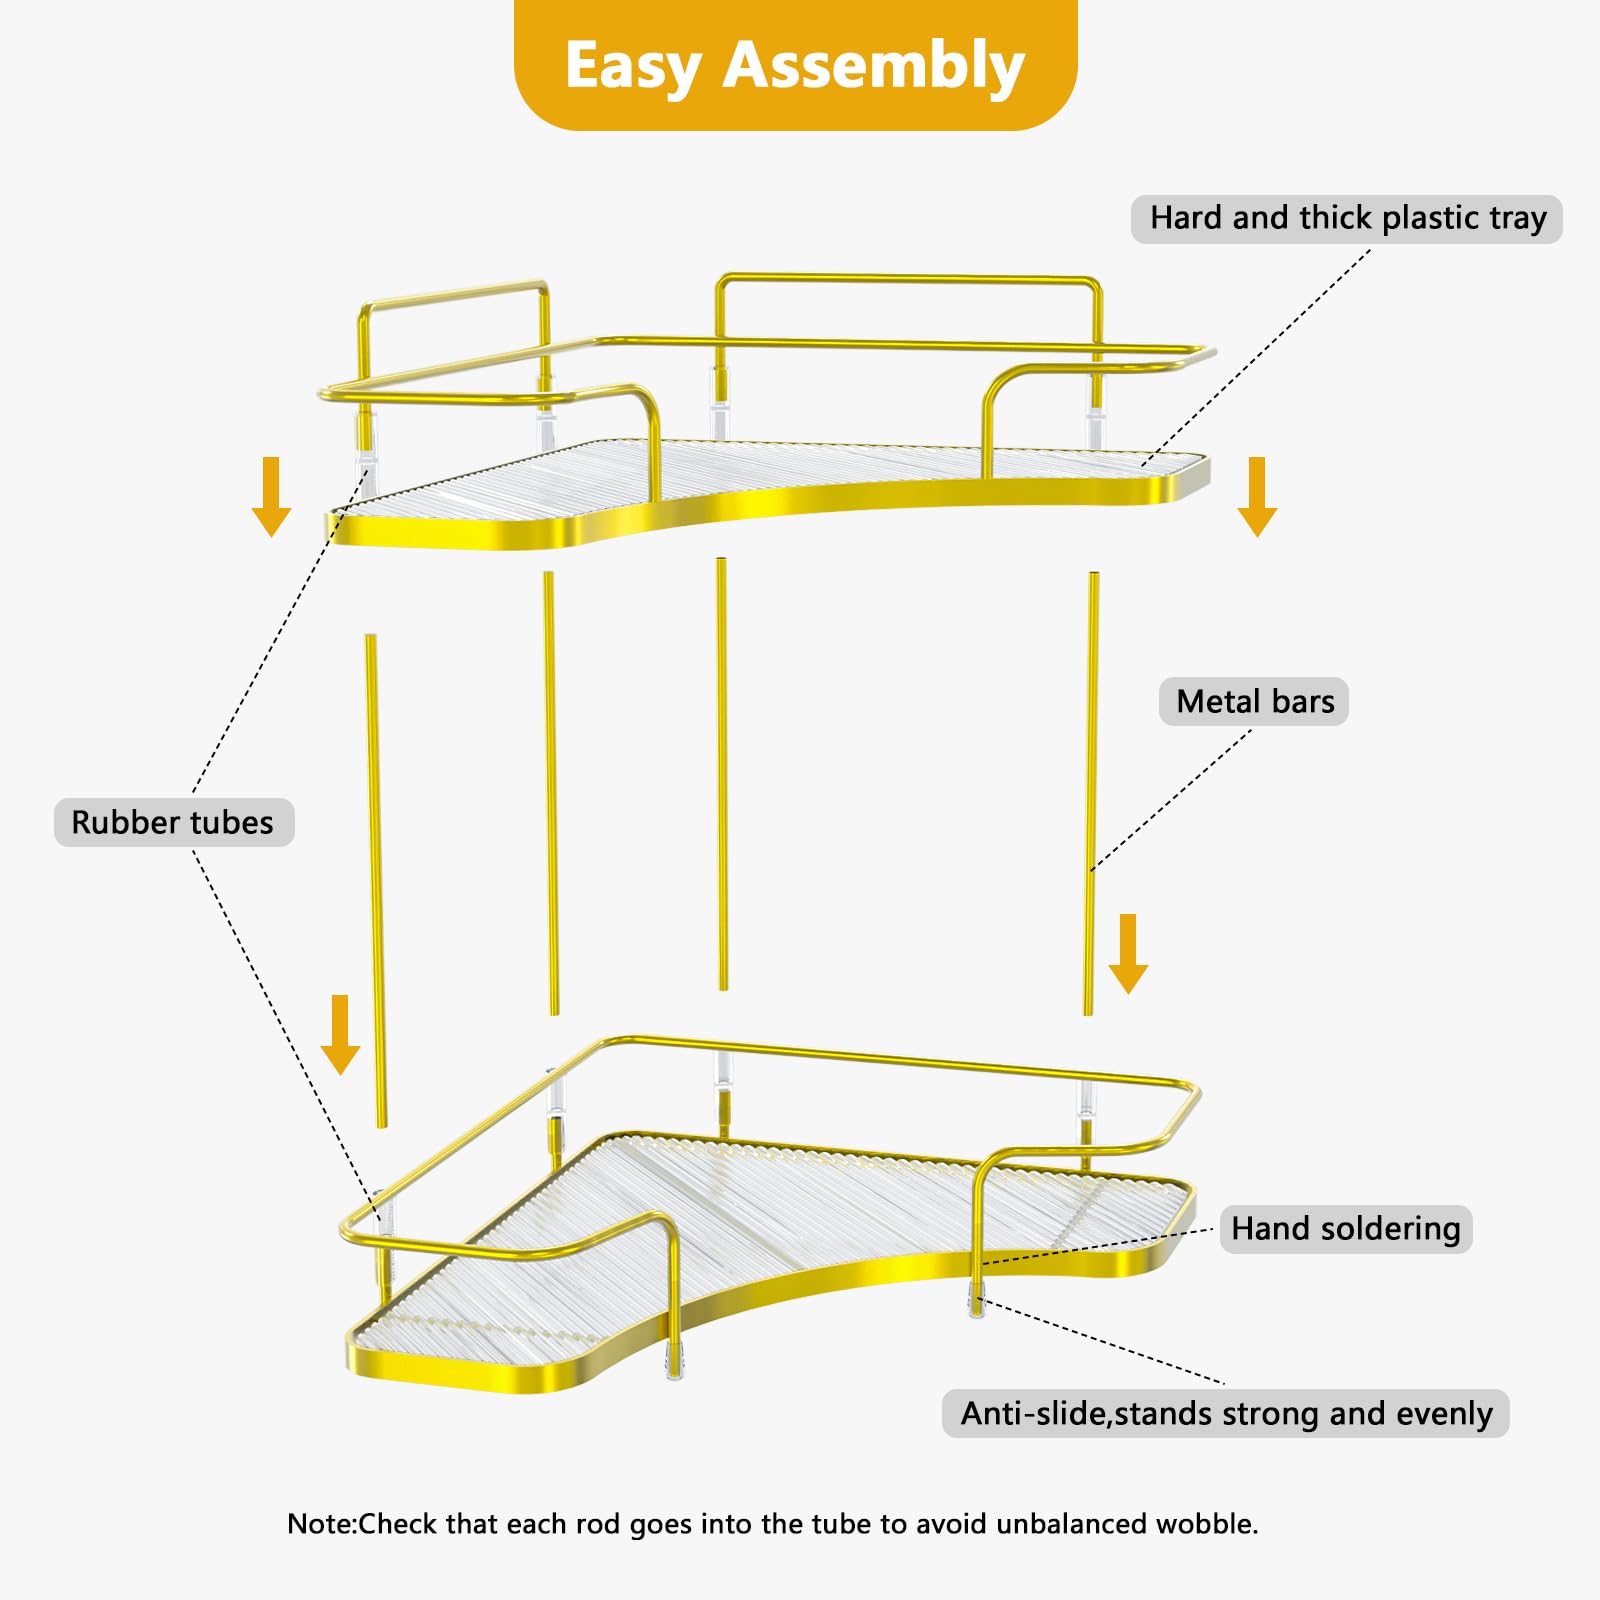 Easy Assembly
Hard and thick plastic tray
Metal bars
Rubber tubes
Hand soldering
Anti-slide,stands strong and evenly
Note:Check that each rod goes into the tube to avoid unbalanced wobble.